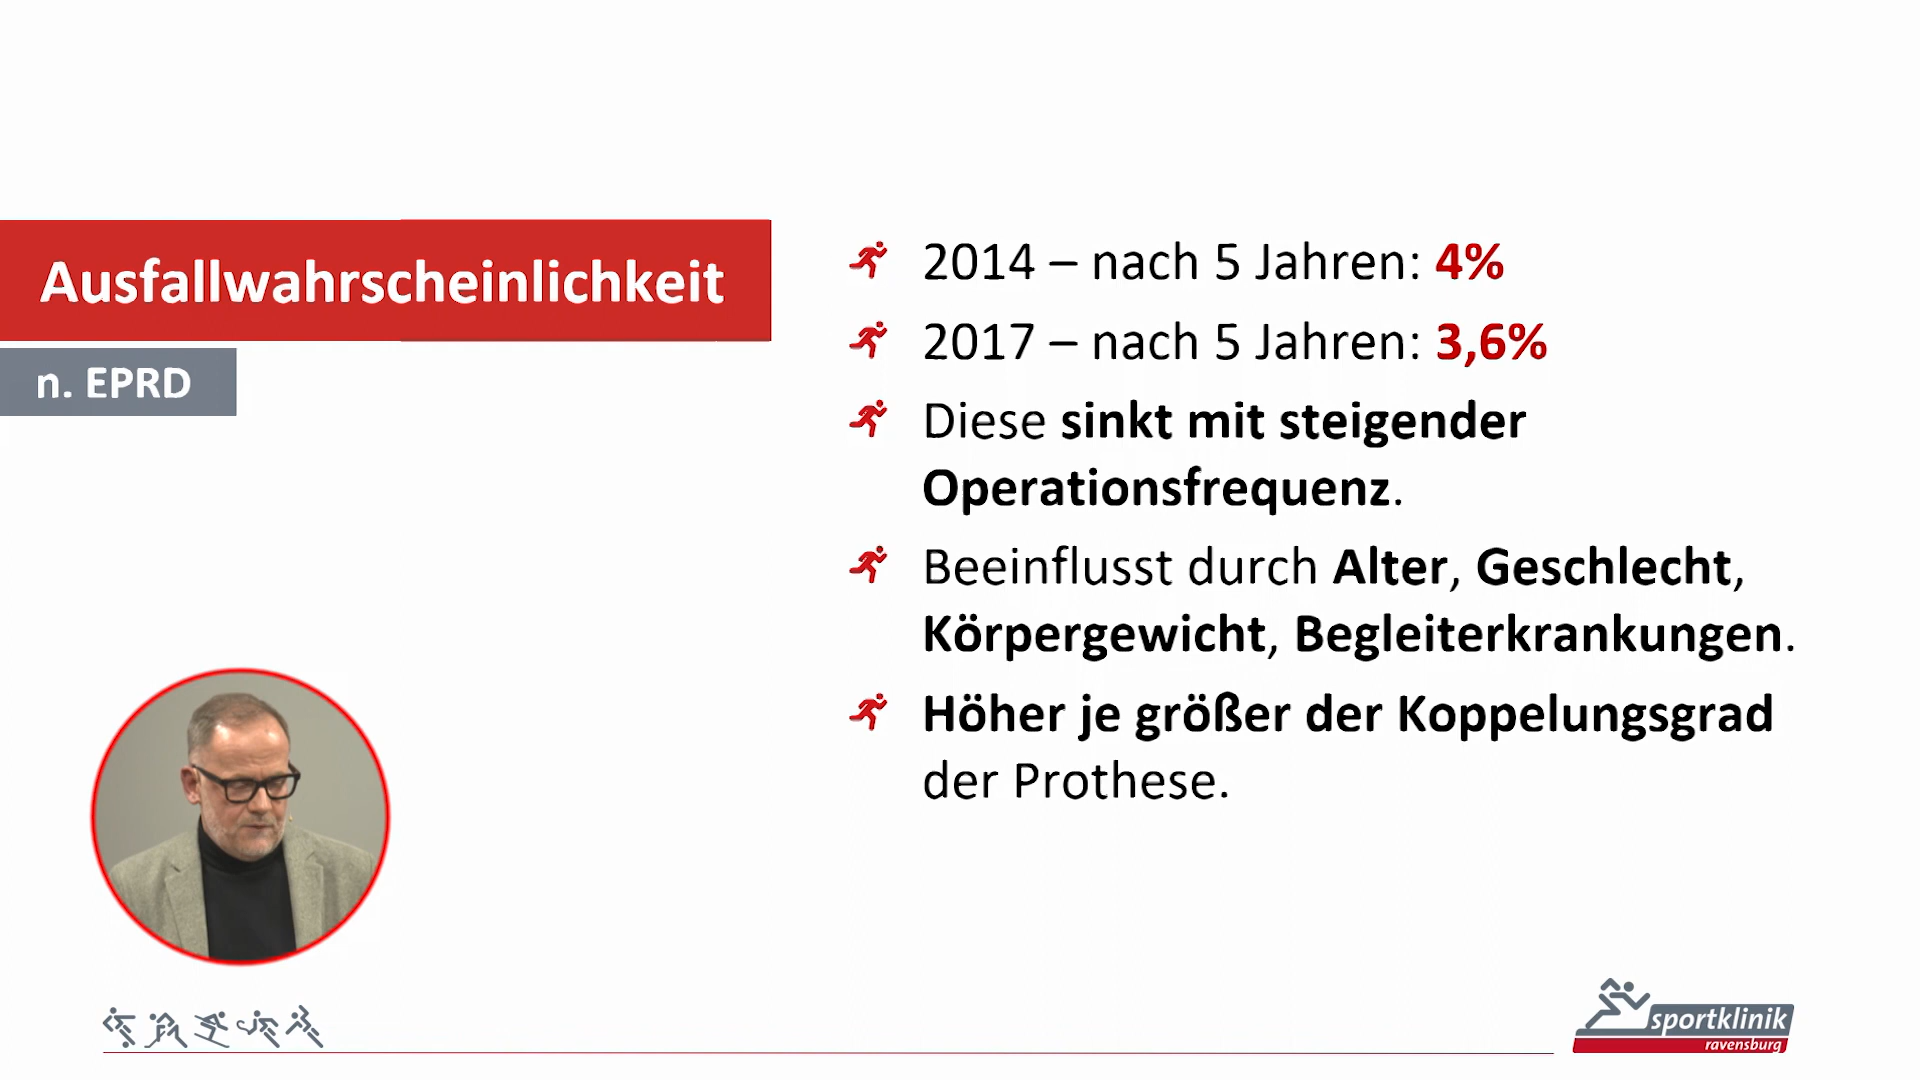 Ausfallwahrscheinlichkeit
n. EPRD
2014 – nach 5 Jahren: 4%
2017 – nach 5 Jahren: 3,6%
Diese sinkt mit steigender
Operationsfrequenz.
Beeinflusst durch Alter, Geschlecht,
Körpergewicht, Begleiterkrankungen.
Höher je größer der Koppelungsgrad
der Prothese.
sportklinik
ravensburg